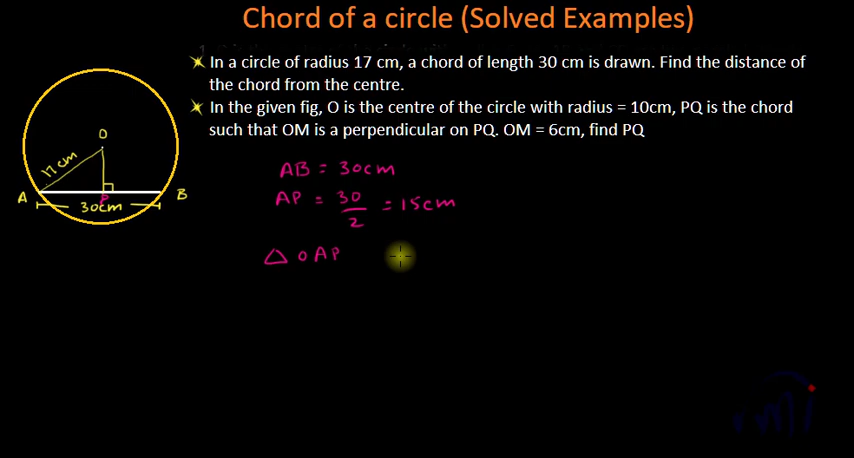 Chord of a circle (Solved Examples)
In a circle of radius 17 cm, a chord of length 30 cm is drawn. Find the distance of
the chord from the centre.
In the given fig, O is the centre of the circle with radius = 10cm, PQ is the chord
such that OM is a perpendicular on PQ. OM = 6cm, find PQ
O
17 cm
A
P
B
30cm
AB = 30cm
AP = 30/2 = 15cm
△ OAP